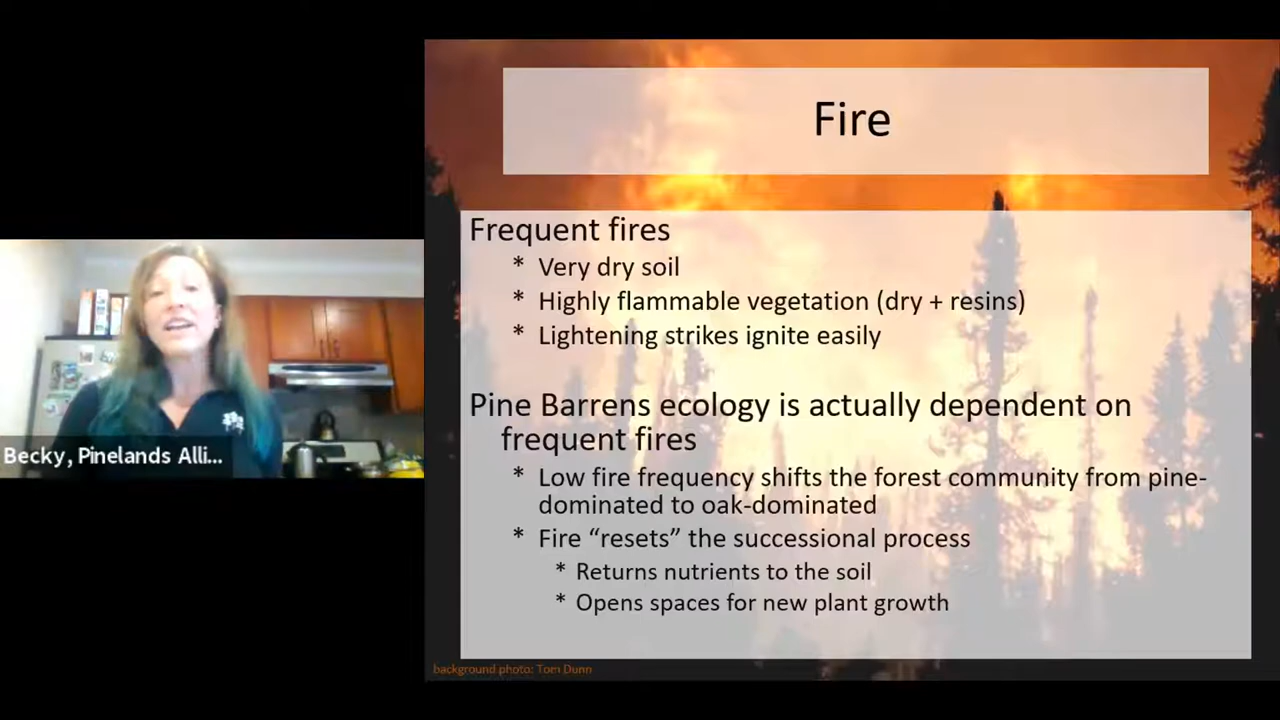 Fire
Frequent fires
* Very dry soil
* Highly flammable vegetation (dry + resins)
* Lightening strikes ignite easily
Pine Barrens ecology is actually dependent on
frequent fires
* Low fire frequency shifts the forest community from pine-
dominated to oak-dominated
* Fire “resets” the successional process
* Returns nutrients to the soil
* Opens spaces for new plant growth
background photo: Tom Dunn
Becky, Pinelands Alli...